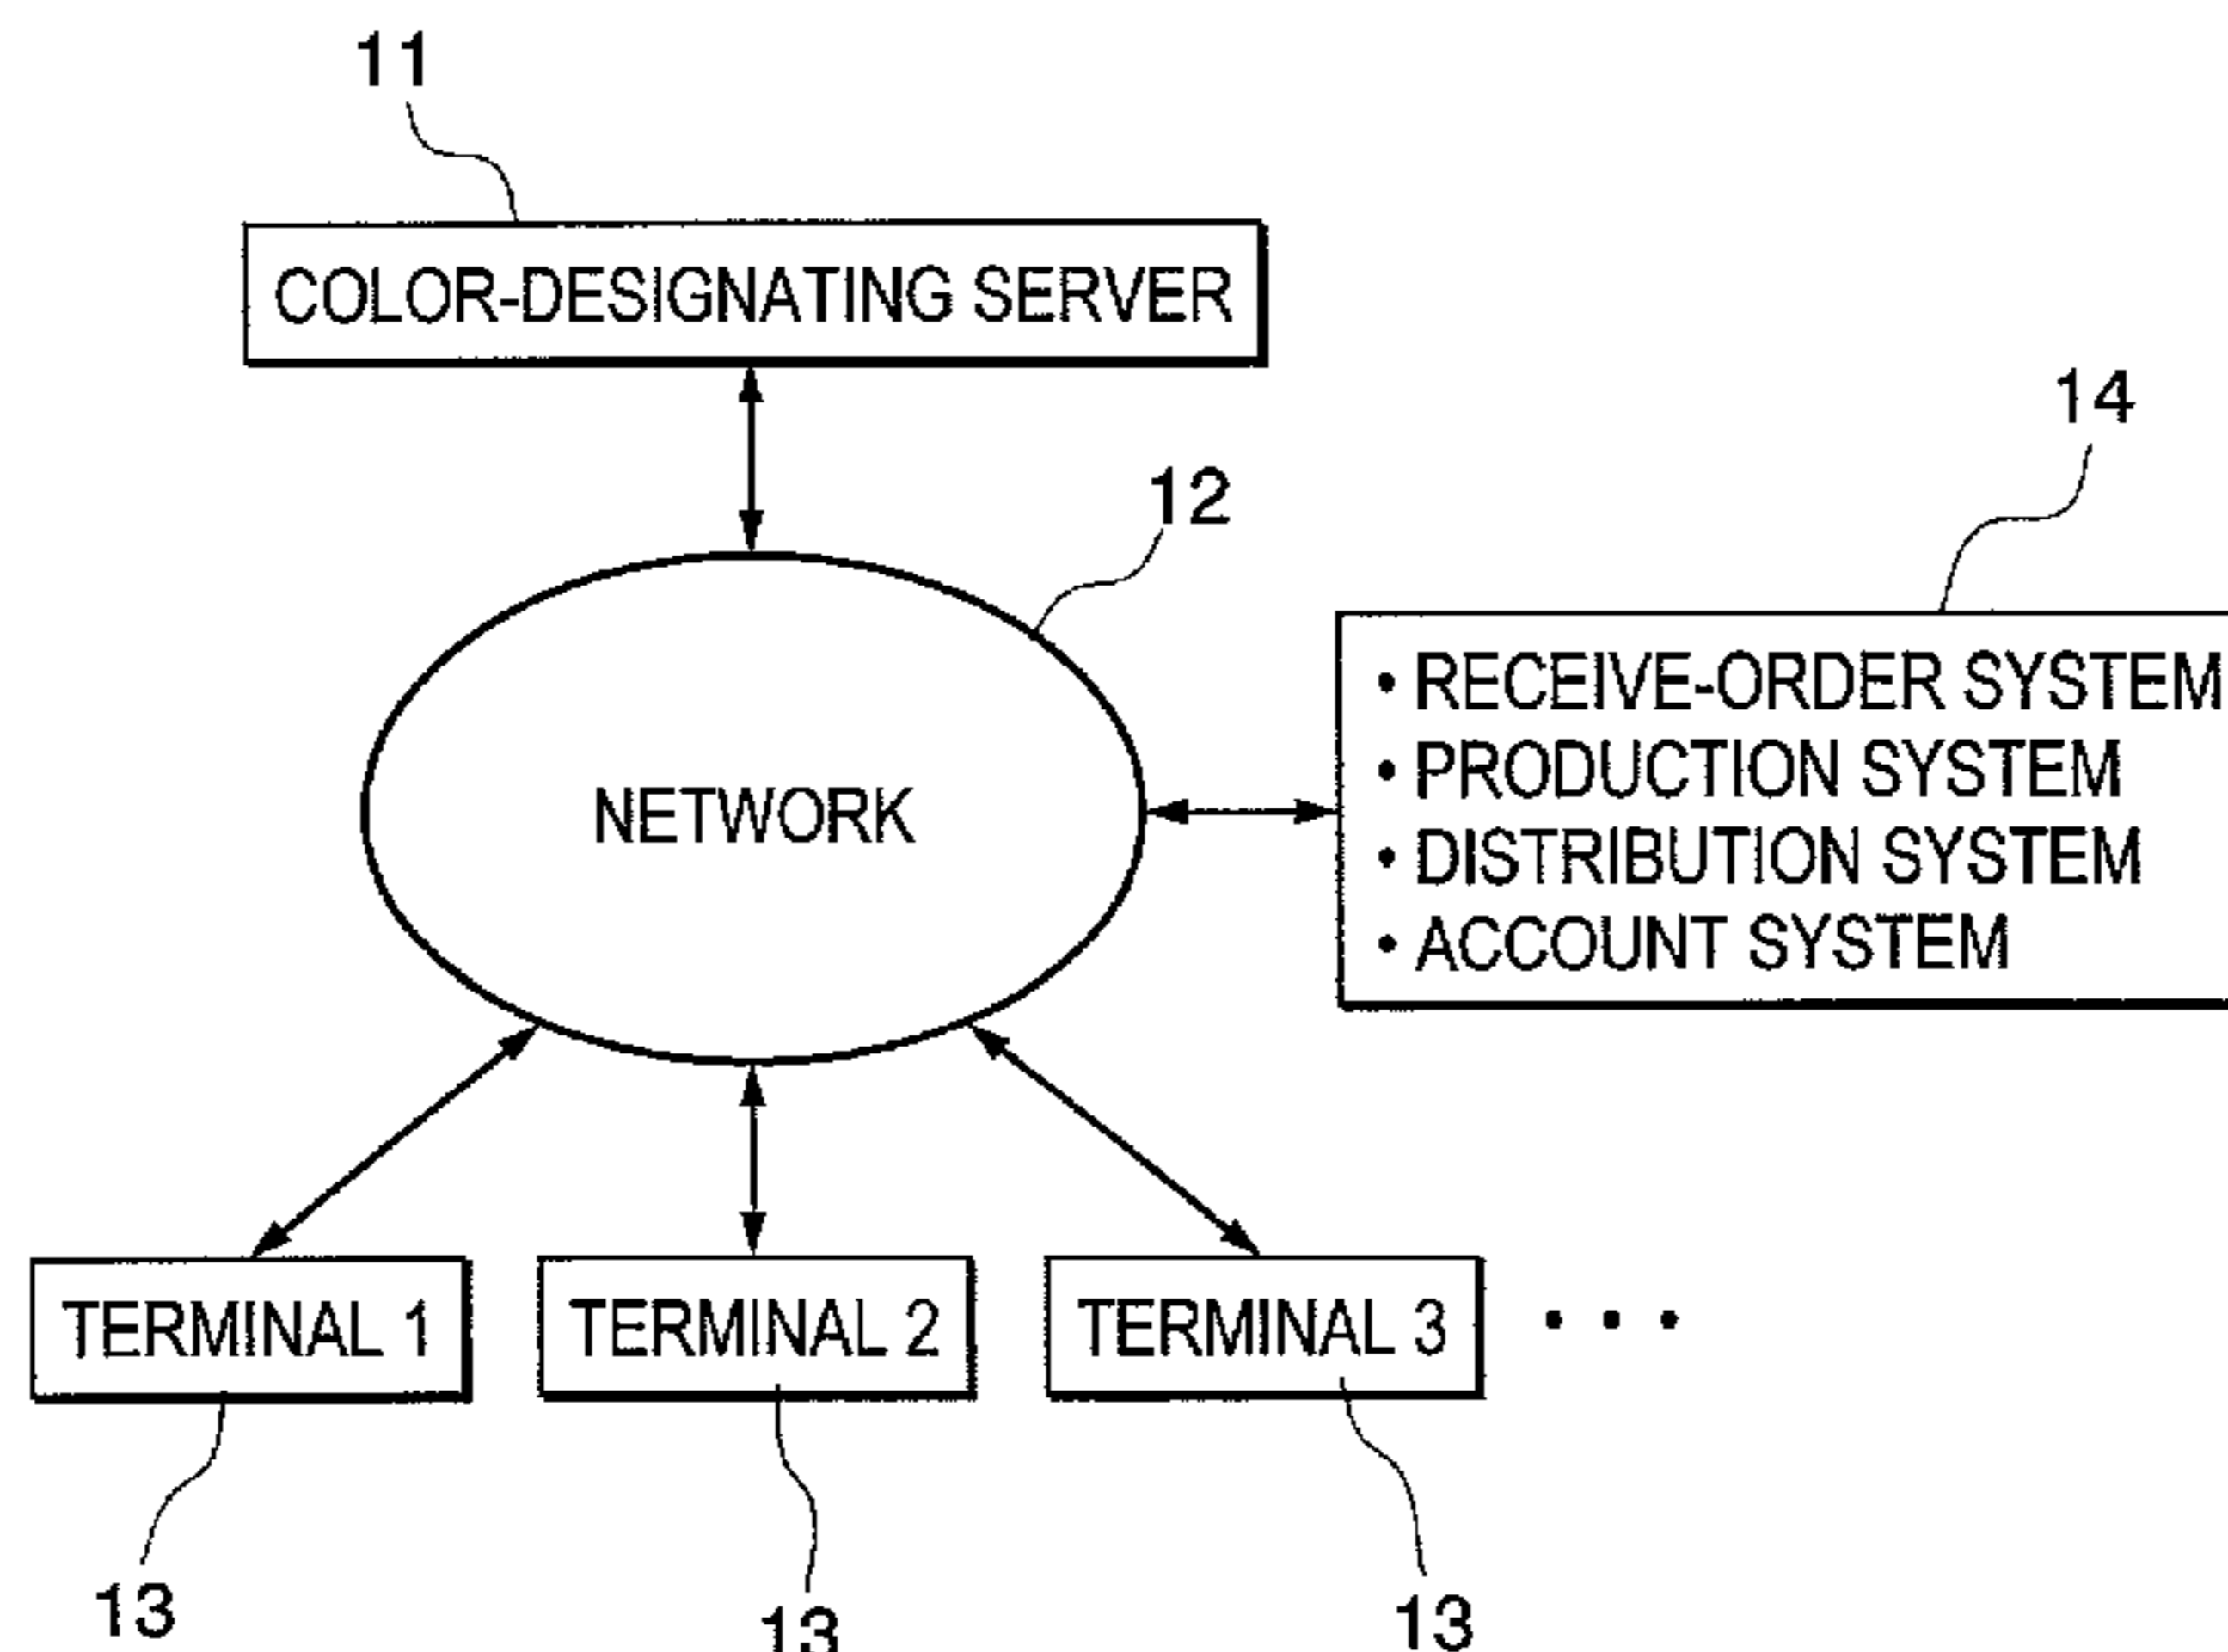 11
COLOR-DESIGNATING SERVER
14
12
• RECEIVE-ORDER SYSTEM
• PRODUCTION SYSTEM
• DISTRIBUTION SYSTEM
• ACCOUNT SYSTEM
NETWORK
TERMINAL 1
TERMINAL 2
TERMINAL 3
• • •
13
13
13